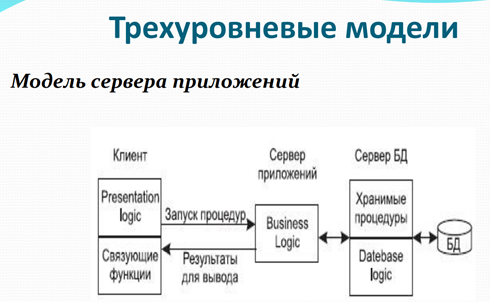 Трехуровневые модели
Модель сервера приложений
Клиент
Сервер
приложений
Сервер БД
Presentation
logic
Связующие
функции
Запуск процедур
Результаты
для вывода
Business
Logic
Хранимые
процедуры
Datebase
logic
БД